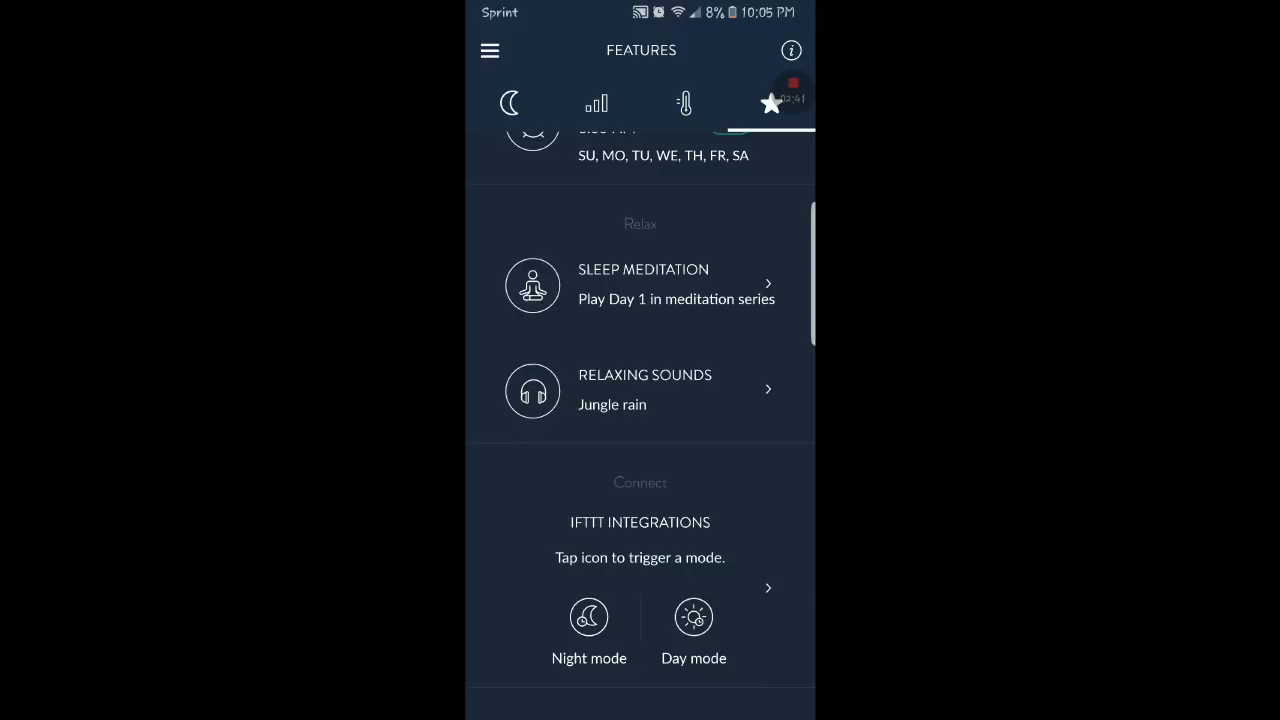 Sprint
8% 10:05 PM
FEATURES
02:41
SU, MO, TU, WE, TH, FR, SA
Relax
SLEEP MEDITATION
Play Day 1 in meditation series
RELAXING SOUNDS
Jungle rain
Connect
IFTTT INTEGRATIONS
Tap icon to trigger a mode.
Night mode
Day mode